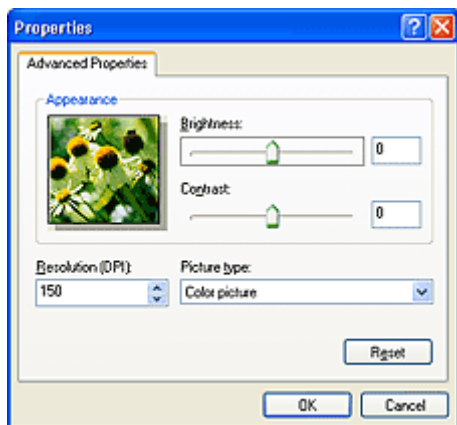 Properties
Advanced Properties
Appearance
Brightness:
0
Contrast:
0
Resolution (DPI):
150
Picture type:
Color picture
Reset
OK
Cancel